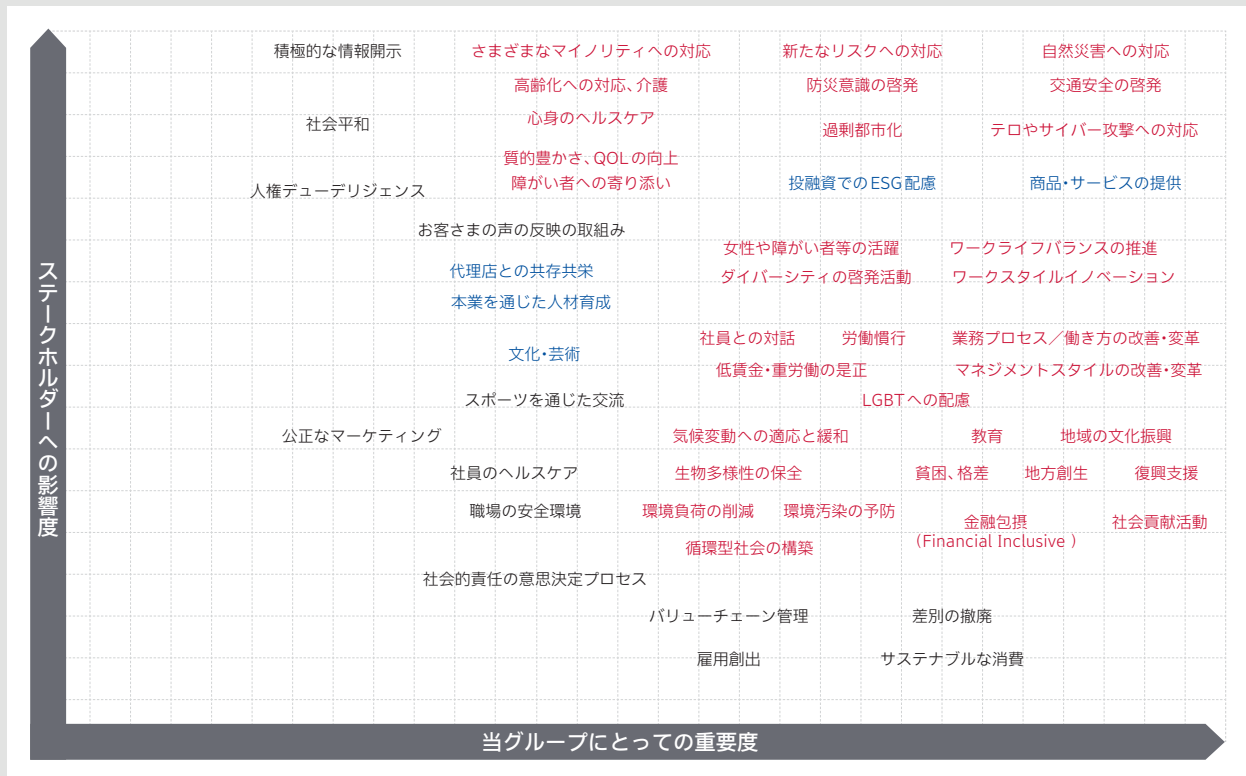 積極的な情報開示 さまざまなマイノリティへの対応 新たなリスクへの対応 自然災害への対応
高齢化への対応、介護 防災意識の啓発 交通安全の啓発
社会平和 心身のヘルスケア 過剰都市化 テロやサイバー攻撃への対応
質的豊かさ、QOLの向上
人権デューデリジェンス 障がい者への寄り添い 投融資でのESG配慮 商品・サービスの提供
お客さまの声の反映の取組み
女性や障がい者等の活躍 ワークライフバランスの推進
代理店との共存共栄 ダイバーシティの啓発活動 ワークスタイルイノベーション
本業を通じた人材育成
社員との対話 労働慣行 業務プロセス／働き方の改善・変革
文化・芸術 低賃金・重労働の是正 マネジメントスタイルの改善・変革
スポーツを通じた交流 LGBTへの配慮
公正なマーケティング 気候変動への適応と緩和 教育 地域の文化振興
社員のヘルスケア 生物多様性の保全 貧困、格差 地方創生 復興支援
職場の安全環境 環境負荷の削減 環境汚染の予防 金融包摂 社会貢献活動
(Financial Inclusive )
循環型社会の構築
社会的責任の意思決定プロセス
バリューチェーン管理 差別の撤廃
雇用創出 サステナブルな消費
ステークホルダーへの影響度
当グループにとっての重要度